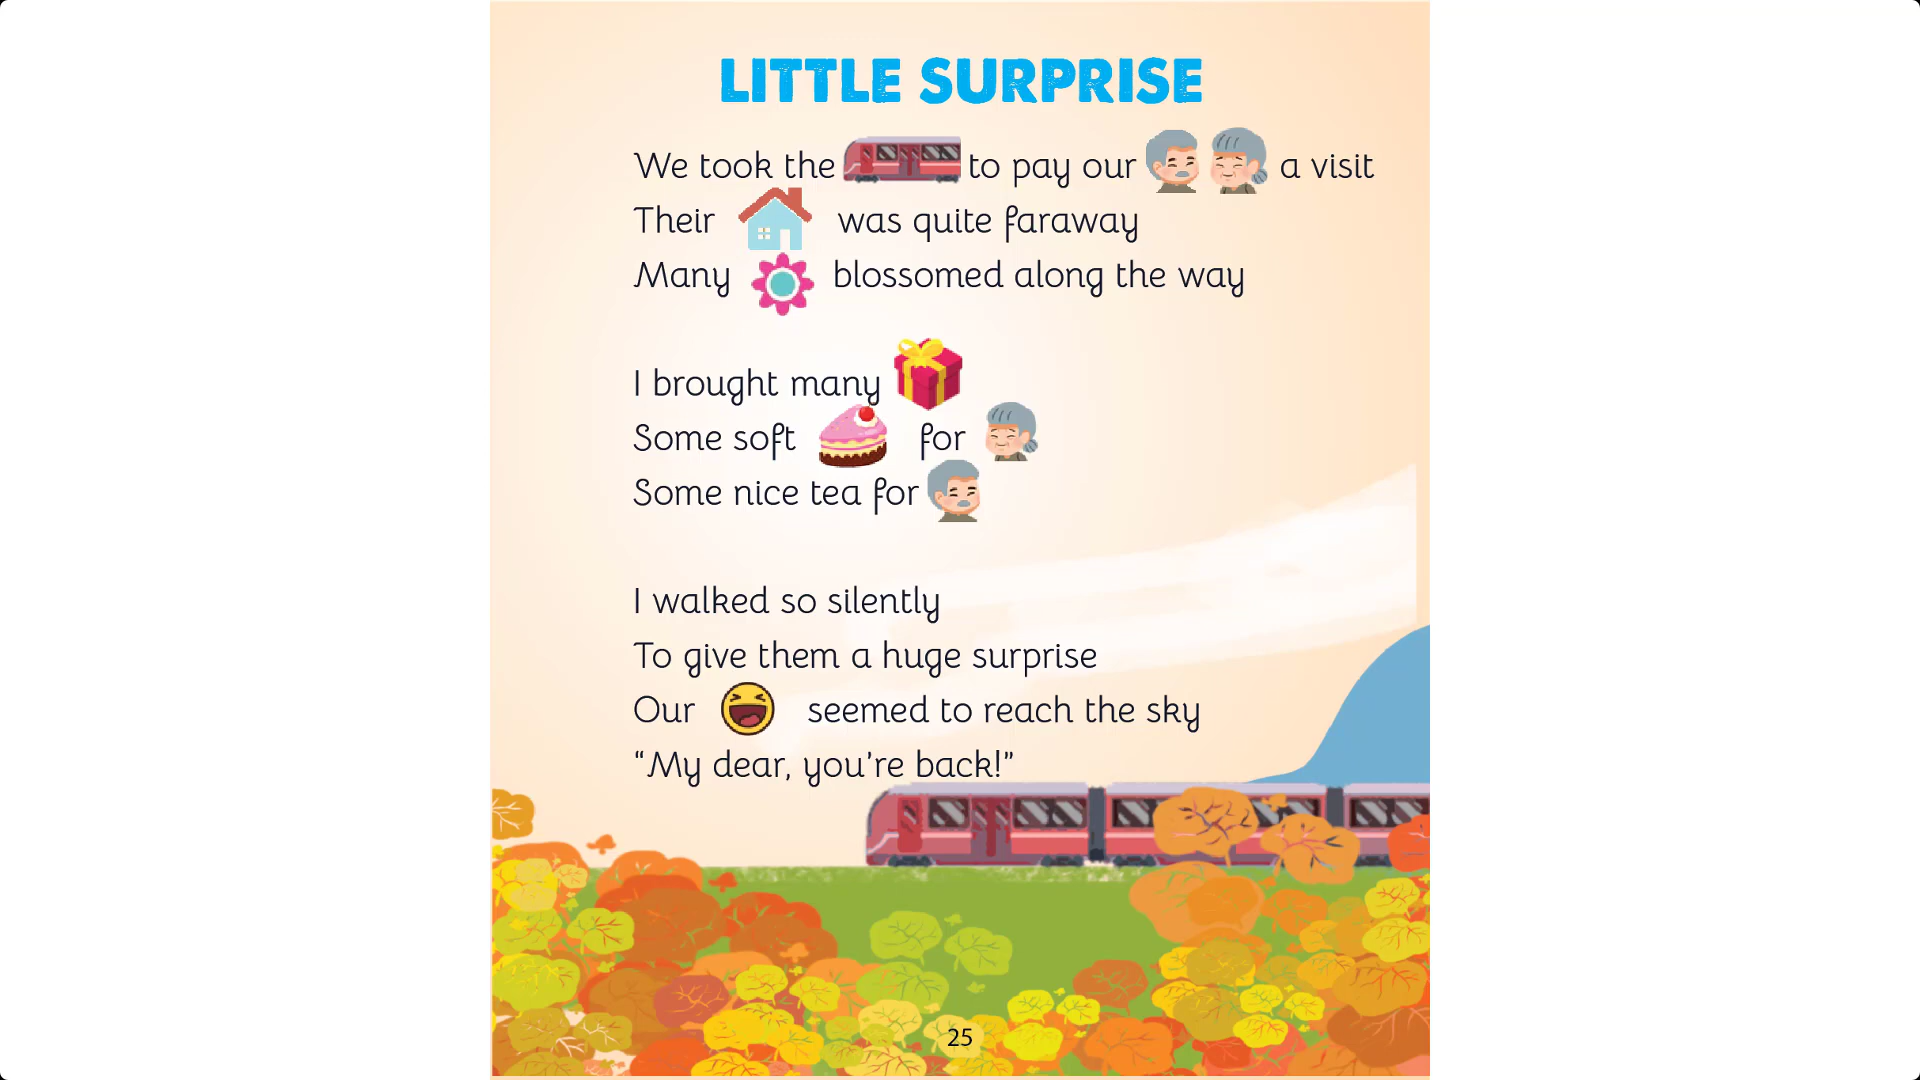 LITTLE SURPRISE
We took the to pay our a visit
Their was quite faraway
Many blossomed along the way
I brought many
Some soft for
Some nice tea for
I walked so silently
To give them a huge surprise
Our seemed to reach the sky
“My dear, you’re back!”
25